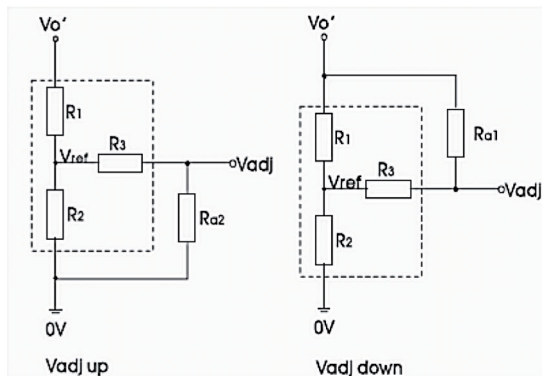 Vo'
R1
R3
Vref
Vadj
R2
Ra2
0V
Vadj up
Vo'
R1
Ra1
R3
Vref
Vadj
R2
0V
Vadj down